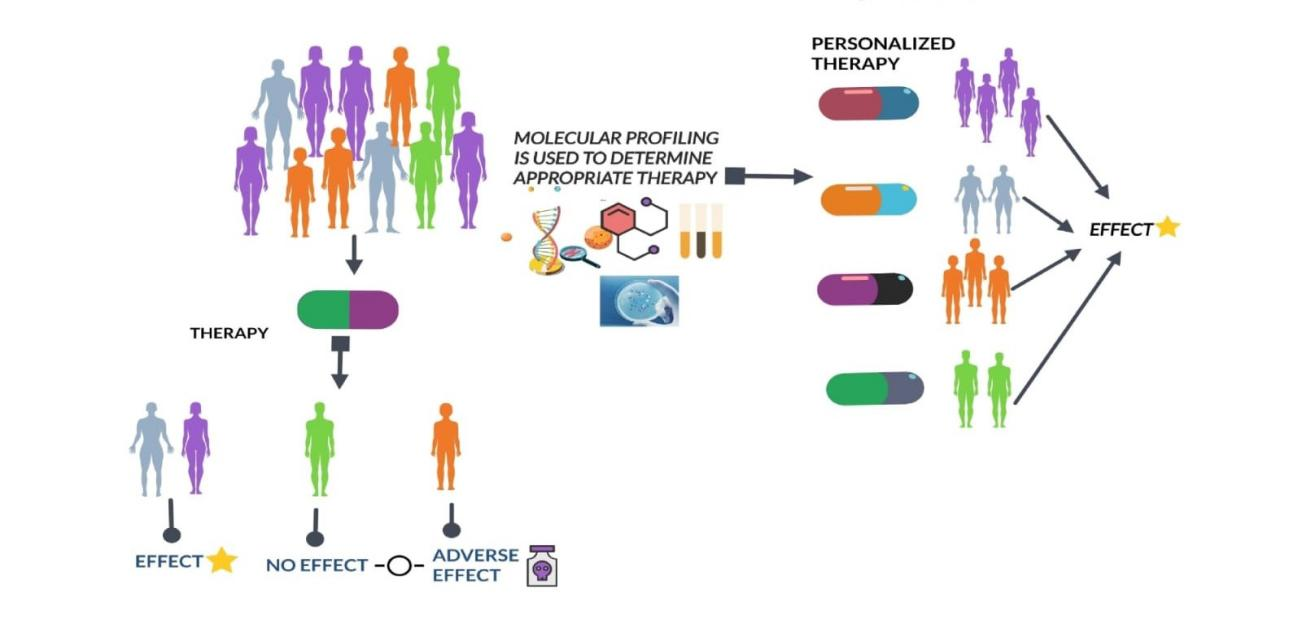 PERSONALIZED
THERAPY
MOLECULAR PROFILING
IS USED TO DETERMINE
APPROPRIATE THERAPY
EFFECT
THERAPY
EFFECT
NO EFFECT
ADVERSE
EFFECT